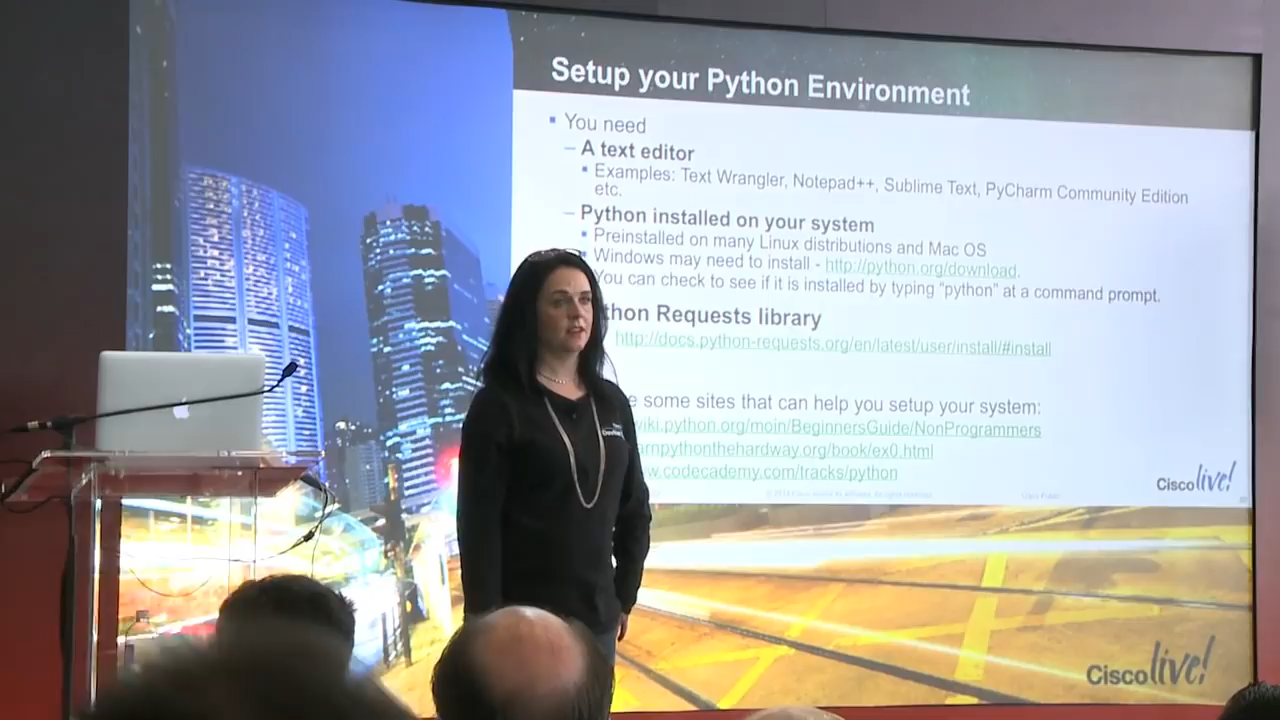 Setup your Python Environment
You need
– A text editor
Examples: Text Wrangler, Notepad++, Sublime Text, PyCharm Community Edition
etc.
– Python installed on your system
Preinstalled on many Linux distributions and Mac OS
Windows may need to install - http://python.org/download.
You can check to see if it is installed by typing "python" at a command prompt.
thon Requests library
http://docs.python-requests.org/en/latest/user/install/#install
e some sites that can help you setup your system:
wiki.python.org/moin/BeginnersGuide/NonProgrammers
arnpythonthehardway.org/book/ex0.html
w.codecademy.com/tracks/python
Cisco live!
Cisco live!